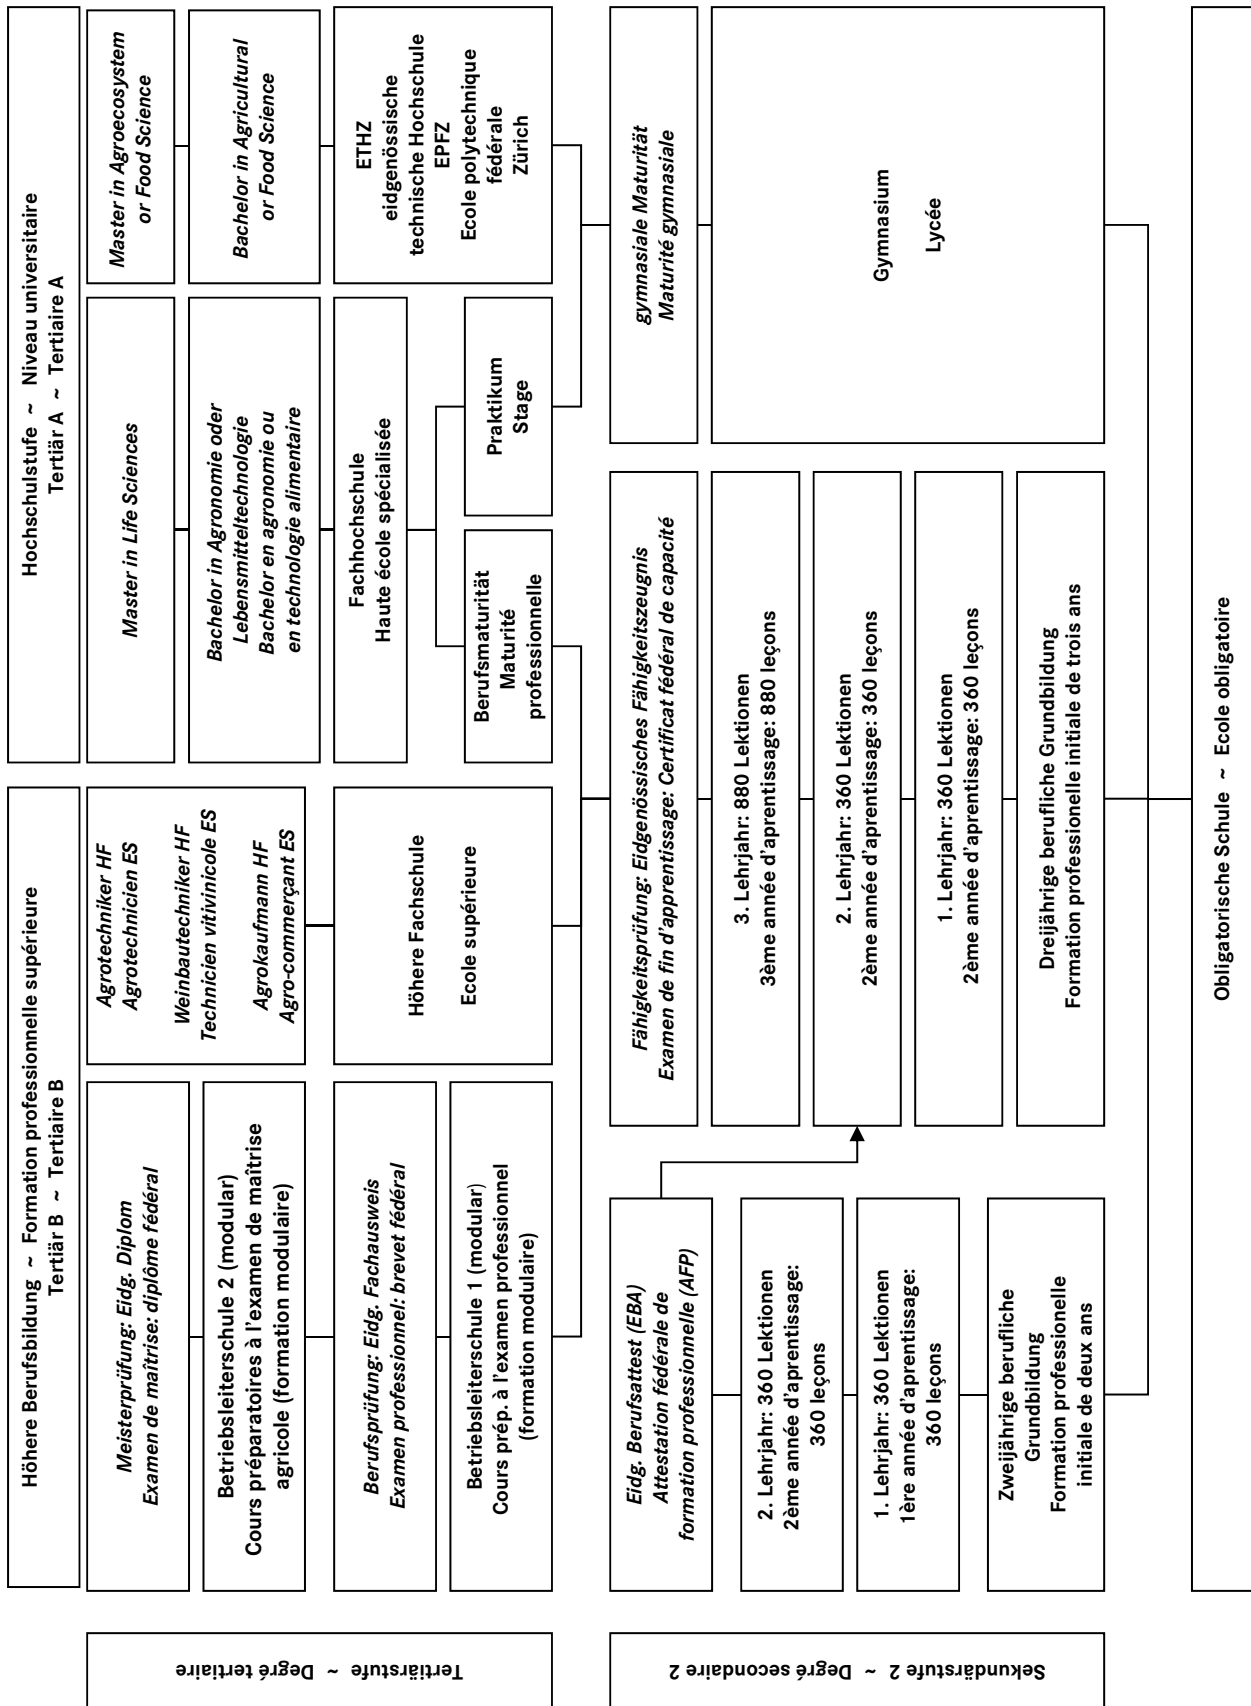 Höhere Berufsbildung ~ Formation professionnelle supérieure
Tertiär B ~ Tertiaire B
Hochschulstufe ~ Niveau universitaire
Tertiär A ~ Tertiaire A
Tertiärstufe ~ Degré tertiaire
Meisterprüfung: Eidg. Diplom
Examen de maîtrise: diplôme fédéral
Betriebsleiterschule 2 (modular)
Cours préparatoires à l'examen de maîtrise
agricole (formation modulaire)
Berufsprüfung: Eidg. Fachausweis
Examen professionnel: brevet fédéral
Betriebsleiterschule 1 (modular)
Cours prép. à l'examen professionnel
(formation modulaire)
Agrotechniker HF
Agrotechnicien ES
Weinbautechniker HF
Technicien vitivinicole ES
Agrokaufmann HF
Agro-commerçant ES
Höhere Fachschule
Ecole supérieure
Master in Life Sciences
Bachelor in Agronomie oder
Lebensmitteltechnologie
Bachelor en agronomie ou
en technologie alimentaire
Fachhochschule
Haute école spécialisée
Berufsmaturität
Maturité
professionnelle
Praktikum
Stage
Master in Agroecosystem
or Food Science
Bachelor in Agricultural
or Food Science
ETHZ
eidgenössische
technische Hochschule
EPFZ
Ecole polytechnique
fédérale
Zürich
Sekundärstufe 2 ~ Degré secondaire 2
Eidg. Berufsattest (EBA)
Attestation fédérale de
formation professionnelle (AFP)
2. Lehrjahr: 360 Lektionen
2ème année d'aprentissage:
360 leçons
1. Lehrjahr: 360 Lektionen
1ère année d'aprentissage:
360 leçons
Zweijährige berufliche
Grundbildung
Formation professionelle
initiale de deux ans
Fähigkeitsprüfung: Eidgenössisches Fähigkeitszeugnis
Examen de fin d'apprentissage: Certificat fédéral de capacité
3. Lehrjahr: 880 Lektionen
3ème année d'aprentissage: 880 leçons
2. Lehrjahr: 360 Lektionen
2ème année d'aprentissage: 360 leçons
1. Lehrjahr: 360 Lektionen
2ème année d'aprentissage: 360 leçons
Dreijährige berufliche Grundbildung
Formation professionelle initiale de trois ans
gymnasiale Maturität
Maturité gymnasiale
Gymnasium
Lycée
Obligatorische Schule ~ Ecole obligatoire